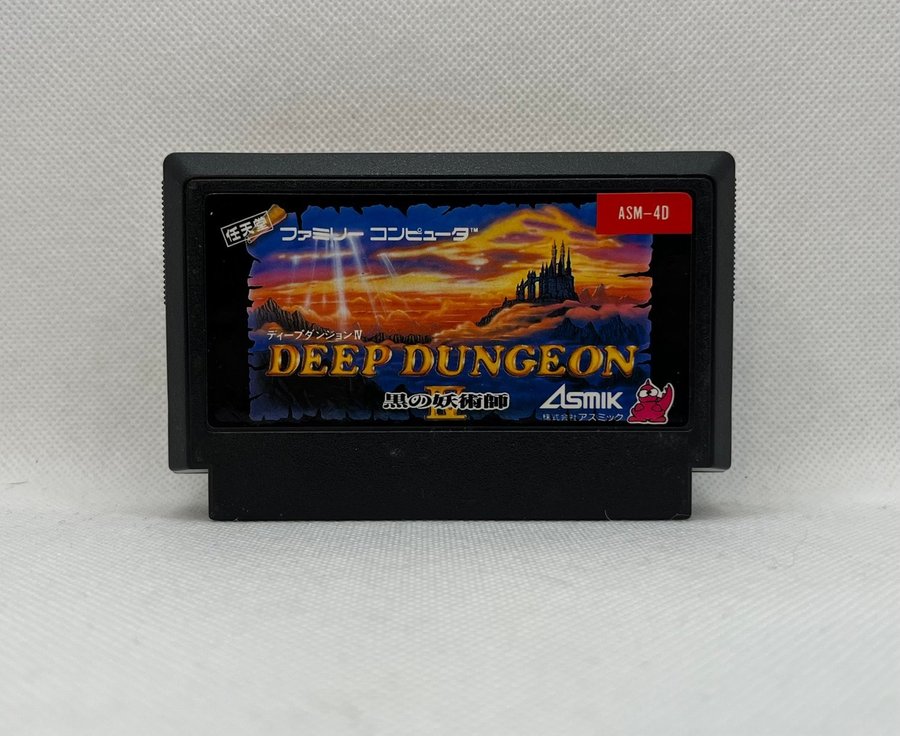 ASM-4D
任天堂
ファミリー コンピュータ™
ディープダンジョンⅣ
DEEP DUNGEON
IV
黒の妖術師
ASMIK
株式会社 アスミック